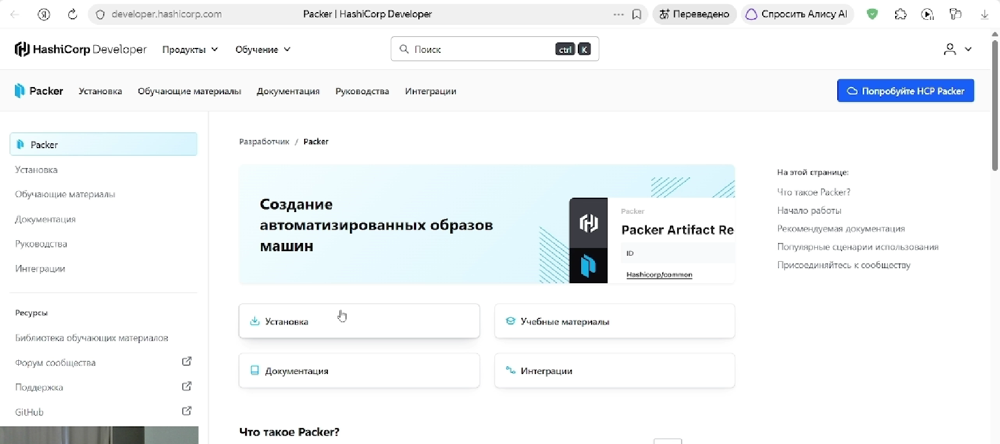 developer.hashicorp.com
Packer | HashiCorp Developer
Переведено
Спросить Алису AI
HashiCorp Developer
Продукты
Обучение
Поиск
ctrl K
Packer
Установка
Обучающие материалы
Документация
Руководства
Интеграции
Попробуйте HCP Packer
Packer
Установка
Обучающие материалы
Документация
Руководства
Интеграции
Ресурсы
Библиотека обучающих материалов
Форум сообщества
Поддержка
GitHub
Разработчик / Packer
Создание
автоматизированных образов
машин
Packer
Packer Artifact Re
ID
Hashicorp/common
Установка
Учебные материалы
Документация
Интеграции
Что такое Packer?
На этой странице:
Что такое Packer?
Начало работы
Рекомендуемая документация
Популярные сценарии использования
Присоединяйтесь к сообществу